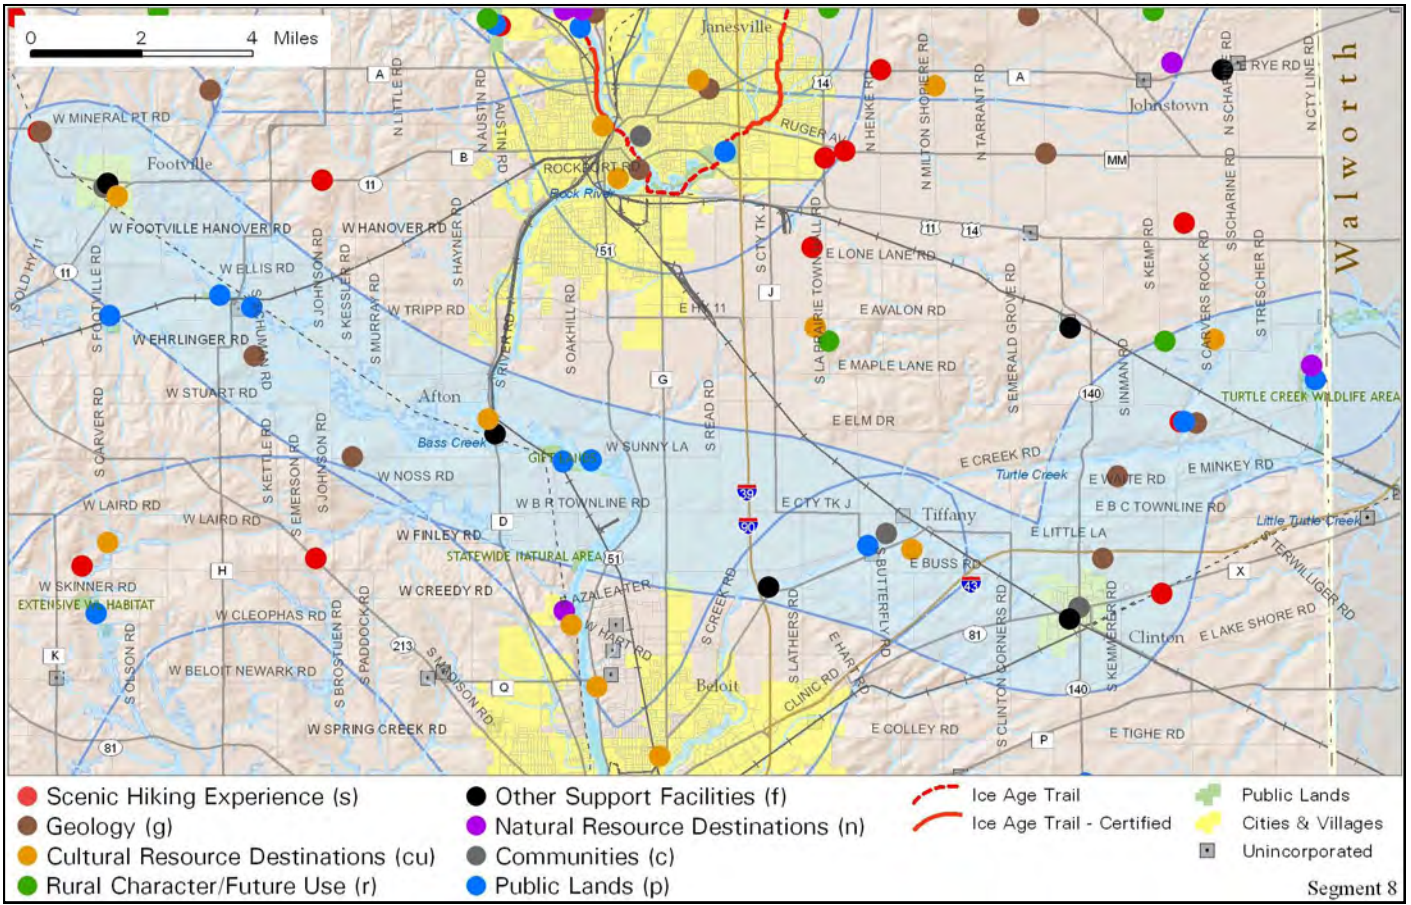 0 2 4 Miles
Janesville
14
N LITTLE RD
N AUSTIN RD
AUSTIN RD
N HENKE RD
N MILTON SHOPIERE RD
N TARRANT RD
N SCHARINE RD
N CTY LINE RD
E RYE RD
A
A
Johnstown
Walworth
W MINERAL PT RD
RUGER AV
Footville
B
MM
ROCKPORT RD
11
Rock River
W FOOTVILLE HANOVER RD
W HANOVER RD
S HAYNER RD
51
S CTY TK J
11
14
S KEMP RD
S SCHARINE RD
S OLD HY 11
11
S FOOTVILLE RD
W ELLIS RD
S JOHNSON RD
S KESSLER RD
S MURRAY RD
E LONE LANE RD
S LA PRAIRIE TOWN HALL RD
S CARVERS ROCK RD
S TRESCHER RD
J
W TRIPP RD
E HY 11
E AVALON RD
S EMERALD GROVE RD
W EHRLINGER RD
S SCHUMAN RD
S RIVER RD
S OAKHILL RD
E MAPLE LANE RD
S INMAN RD
W STUART RD
Afton
G
S READ RD
140
TURTLE CREEK WILDLIFE AREA
S CARVER RD
S KETTLE RD
S EMERSON RD
S JOHNSON RD
Bass Creek
W SUNNY LA
E ELM DR
E CREEK RD
Turtle Creek
E MINKEY RD
W NOSS RD
E WAITE RD
39
W LAIRD RD
W LAIRD RD
W B R TOWNLINE RD
E CTY TK J
E B C TOWNLINE RD
D
90
Tiffany
Little Turtle Creek
W FINLEY RD
E LITTLE LA
STATEWIDE NATURAL AREA
51
E BUSS RD
H
43
X
W SKINNER RD
W CREEDY RD
AZALEA TER
S CREEK RD
S LATHERS RD
S BUTTERFLY RD
S TERWILLIGER RD
W CLEOPHAS RD
W HART RD
E HART RD
81
Clinton
E LAKE SHORE RD
K
S OLSON RD
S BROSTUEN RD
S PADDOCK RD
213
S MADISON RD
S CLINTON CORNERS RD
S KEMMERER RD
W BELOIT NEWARK RD
Q
Beloit
CLINIC RD
140
W SPRING CREEK RD
E COLLEY RD
E TIGHE RD
81
P
Scenic Hiking Experience (s)
Geology (g)
Cultural Resource Destinations (cu)
Rural Character/Future Use (r)
Other Support Facilities (f)
Natural Resource Destinations (n)
Communities (c)
Public Lands (p)
Ice Age Trail
Ice Age Trail - Certified
Public Lands
Cities & Villages
Unincorporated
Segment 8